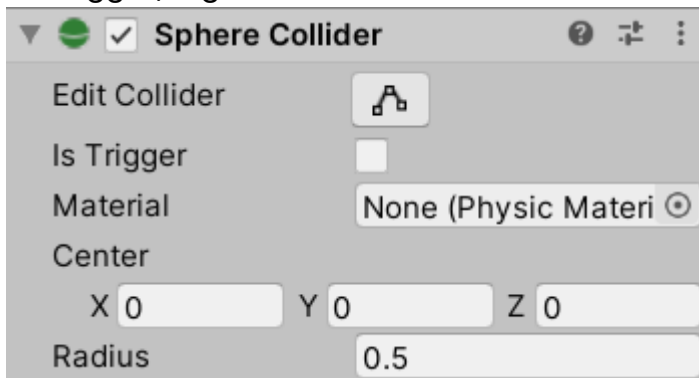 Sphere Collider
Edit Collider
Is Trigger
Material None (Physic Materi
Center
X 0 Y 0 Z 0
Radius 0.5